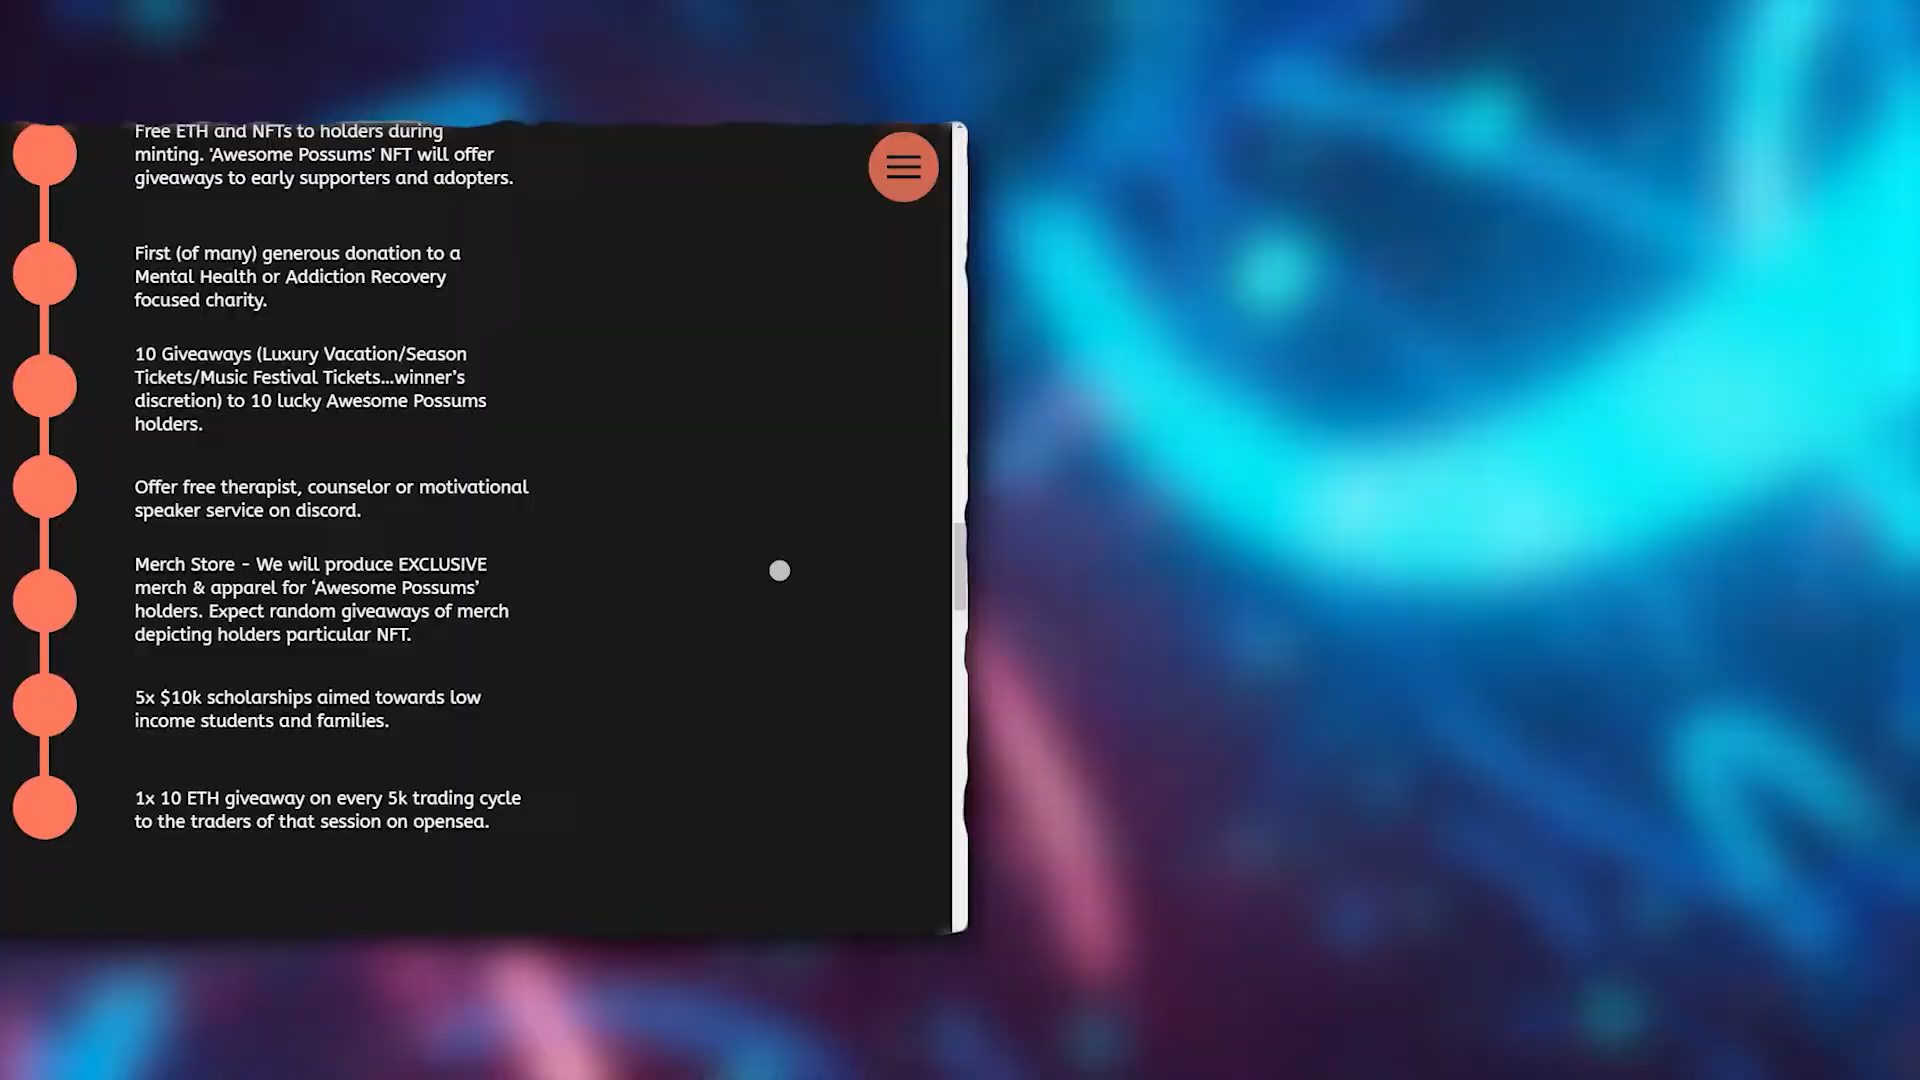 Free ETH and NFTs to holders during
minting. 'Awesome Possums' NFT will offer
giveaways to early supporters and adopters.
First (of many) generous donation to a
Mental Health or Addiction Recovery
focused charity.
10 Giveaways (Luxury Vacation/Season
Tickets/Music Festival Tickets...winner’s
discretion) to 10 lucky Awesome Possums
holders.
Offer free therapist, counselor or motivational
speaker service on discord.
Merch Store - We will produce EXCLUSIVE
merch & apparel for ‘Awesome Possums’
holders. Expect random giveaways of merch
depicting holders particular NFT.
5x $10k scholarships aimed towards low
income students and families.
1x 10 ETH giveaway on every 5k trading cycle
to the traders of that session on opensea.